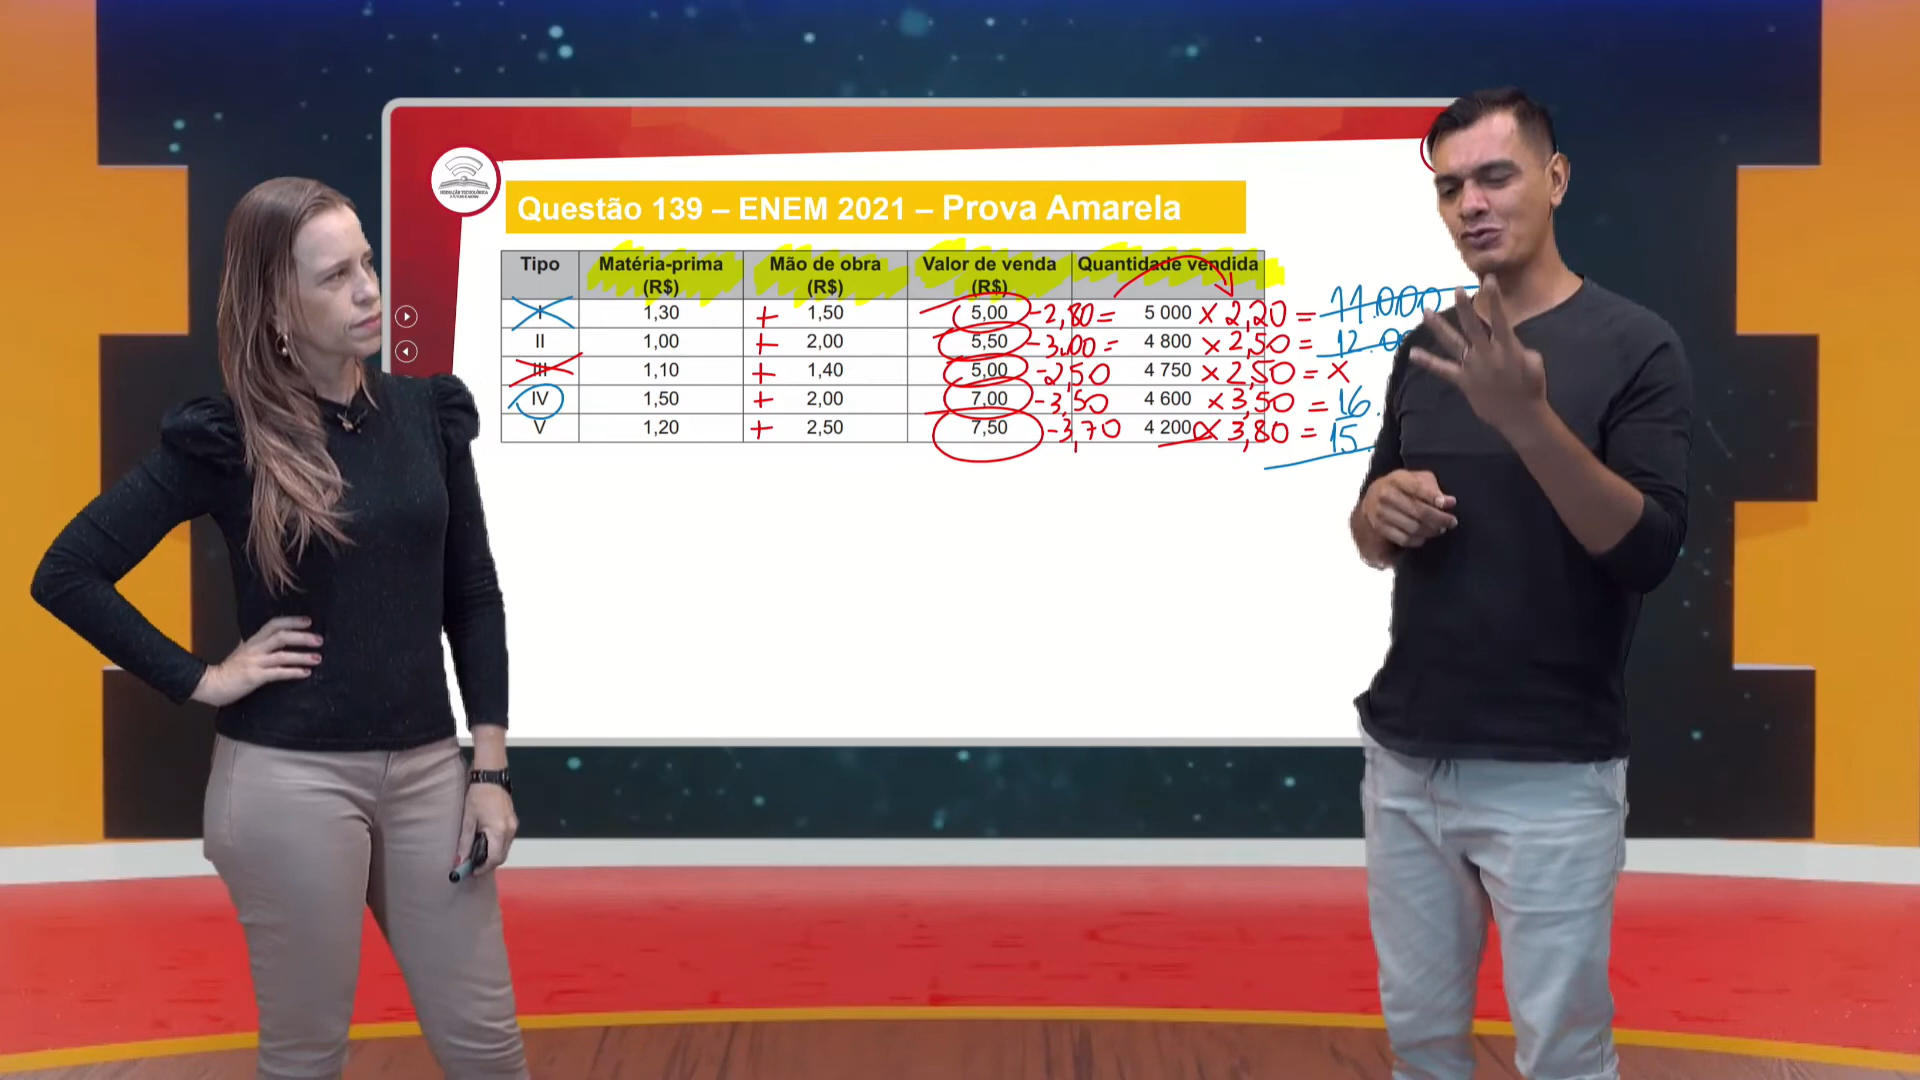 Questão 139 – ENEM 2021 – Prova Amarela
Tipo Matéria-prima (R$) Mão de obra (R$) Valor de venda (R$) Quantidade vendida
I 1,30 + 1,50 5,00 -2,80 = 5 000 x 2,20 = 11.000
II 1,00 + 2,00 5,50 -3,00 = 4 800 x 2,50 = 12.
III 1,10 + 1,40 5,00 -2,50 4 750 x 2,50 = x
IV 1,50 + 2,00 7,00 -3,50 4 600 x 3,50 = 16.
V 1,20 + 2,50 7,50 -3,70 4 200 x 3,80 = 15.